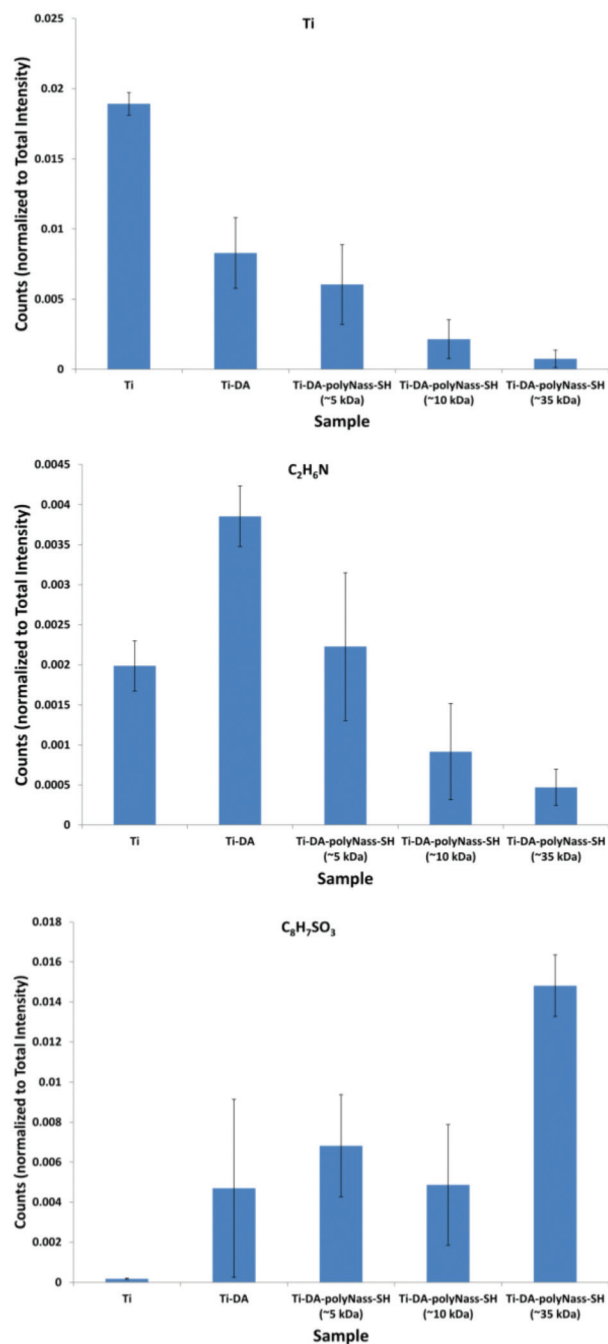 Ti
Counts (normalized to Total Intensity)
0.025
0.02
0.015
0.01
0.005
0
Ti
Ti-DA
Ti-DA-polyNass-SH (~5 kDa)
Ti-DA-polyNass-SH (~10 kDa)
Ti-DA-polyNass-SH (~35 kDa)
Sample
C₂H₆N
Counts (normalized to Total Intensity)
0.0045
0.004
0.0035
0.003
0.0025
0.002
0.0015
0.001
0.0005
0
Ti
Ti-DA
Ti-DA-polyNass-SH (~5 kDa)
Ti-DA-polyNass-SH (~10 kDa)
Ti-DA-polyNass-SH (~35 kDa)
Sample
C₈H₇SO₃
Counts (normalized to Total Intensity)
0.018
0.016
0.014
0.012
0.01
0.008
0.006
0.004
0.002
0
Ti
Ti-DA
Ti-DA-polyNass-SH (~5 kDa)
Ti-DA-polyNass-SH (~10 kDa)
Ti-DA-polyNass-SH (~35 kDa)
Sample